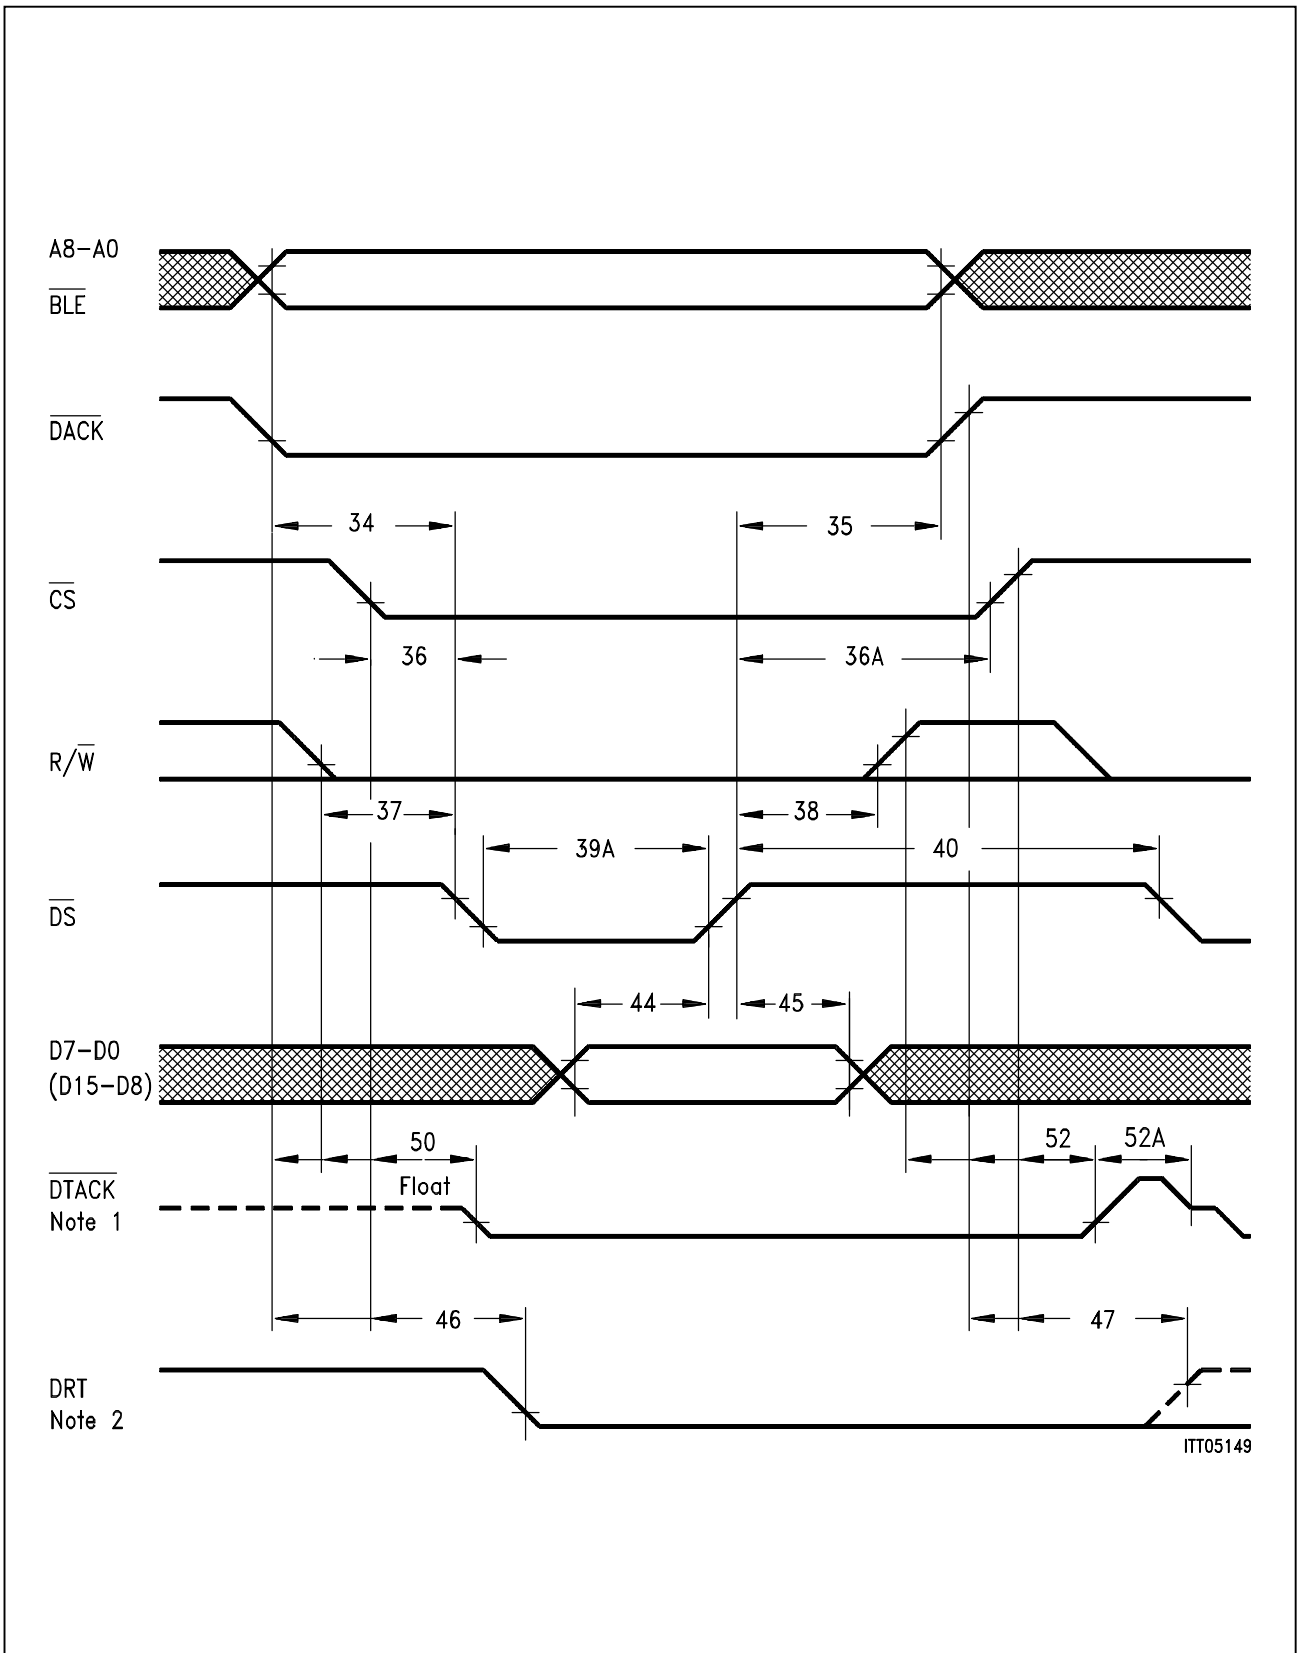 A8-A0
BLE
DACK
34
35
CS
36
36A
R/W
37
38
39A
40
DS
44
45
D7-D0
(D15-D8)
50
52
52A
DTACK
Float
Note 1
46
47
DRT
Note 2
ITT05149